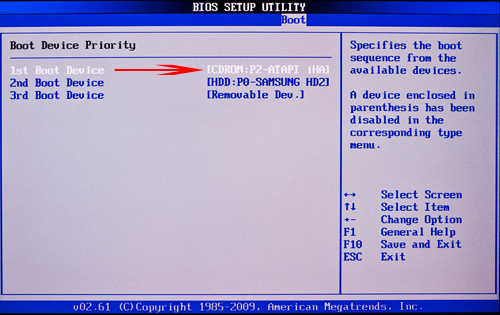 BIOS SETUP UTILITY
Boot
Boot Device Priority
1st Boot Device [CDROM:P2-ATAPI iHA]
2nd Boot Device [HDD:P0-SAMSUNG HD2]
3rd Boot Device [Removable Dev.]
Specifies the boot
sequence from the
available devices.
A device enclosed in
parenthesis has been
disabled in the
corresponding type
menu.
↔ Select Screen
↑↓ Select Item
+- Change Option
F1 General Help
F10 Save and Exit
ESC Exit
v02.61 (C)Copyright 1985-2009, American Megatrends, Inc.